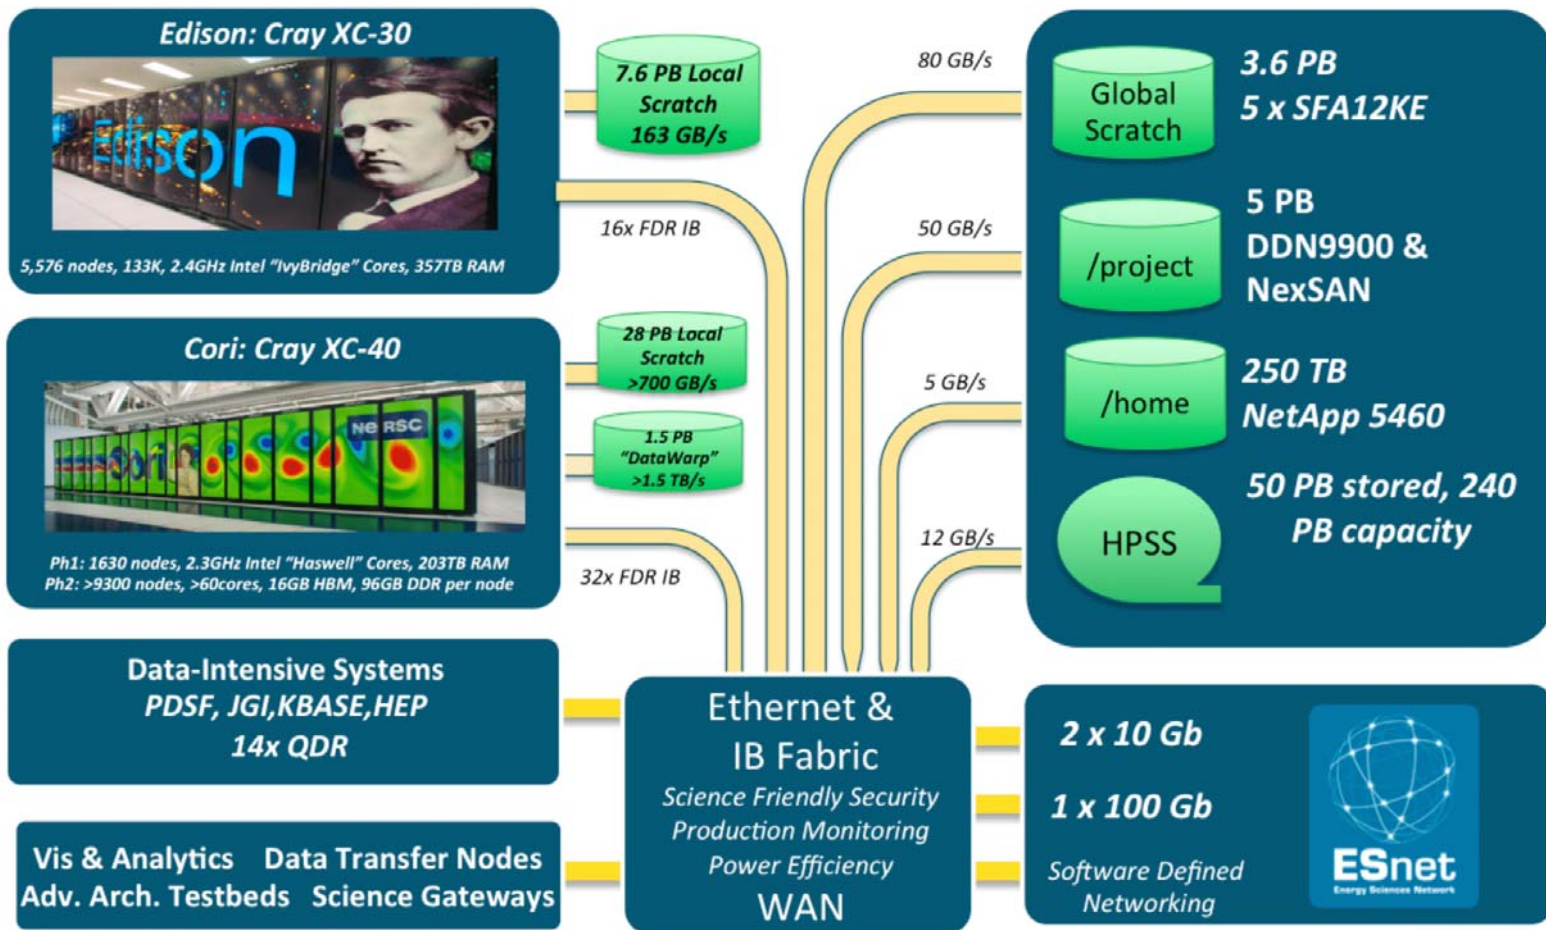 Edison: Cray XC-30
Edison
5,576 nodes, 133K, 2.4GHz Intel “IvyBridge” Cores, 357TB RAM
7.6 PB Local
Scratch
163 GB/s
16x FDR IB
Cori: Cray XC-40
NeRSC
Cori
Ph1: 1630 nodes, 2.3GHz Intel “Haswell” Cores, 203TB RAM
Ph2: >9300 nodes, >60cores, 16GB HBM, 96GB DDR per node
28 PB Local
Scratch
>700 GB/s
1.5 PB
“DataWarp”
>1.5 TB/s
32x FDR IB
80 GB/s
50 GB/s
5 GB/s
12 GB/s
Global
Scratch
3.6 PB
5 x SFA12KE
/project
5 PB
DDN9900 &
NexSAN
/home
250 TB
NetApp 5460
HPSS
50 PB stored, 240
PB capacity
Data-Intensive Systems
PDSF, JGI,KBASE,HEP
14x QDR
Vis & Analytics Data Transfer Nodes
Adv. Arch. Testbeds Science Gateways
Ethernet &
IB Fabric
Science Friendly Security
Production Monitoring
Power Efficiency
WAN
2 x 10 Gb
1 x 100 Gb
Software Defined
Networking
ESnet
Energy Sciences Network